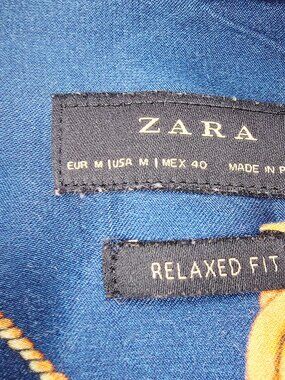 ZARA
EUR M | USA M | MEX 40 MADE IN P
RELAXED FIT